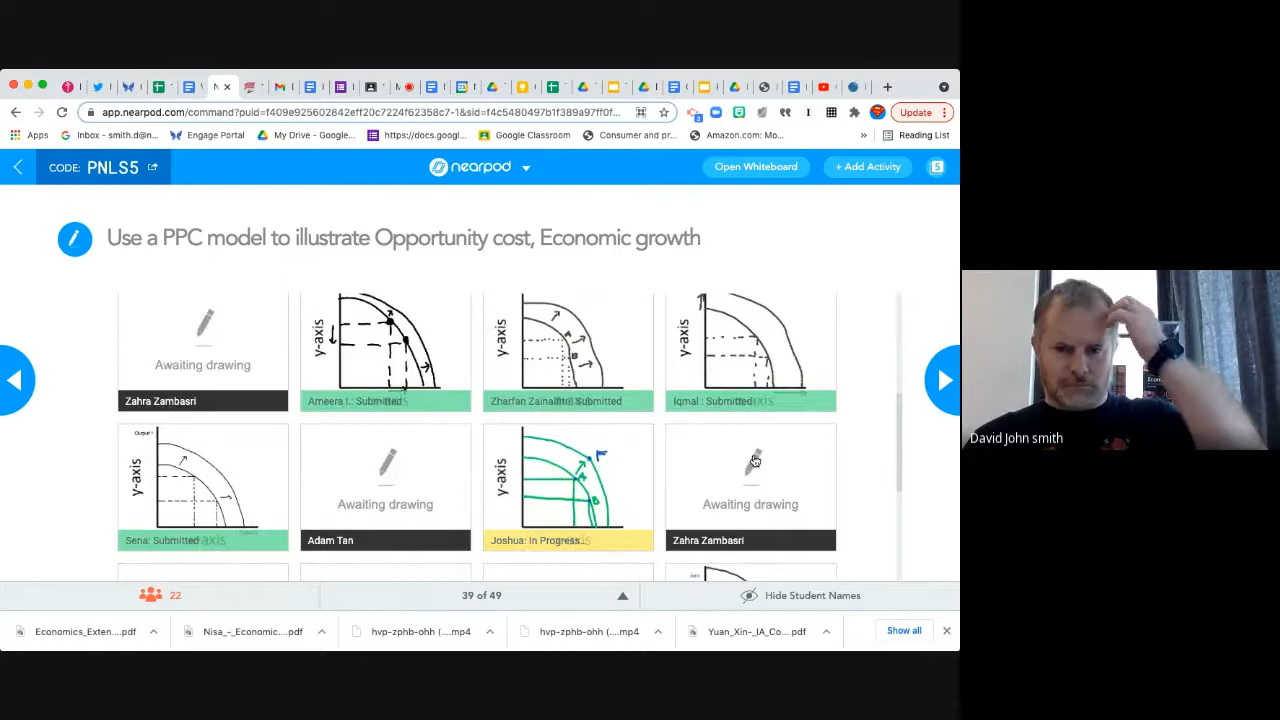 app.nearpod.com/command?puid=f409e925602842eff20c7224f62358c7-1&sid=f4c5480497b1f389a97ff0f...
Update
Apps
Inbox - smith.d@n...
Engage Portal
My Drive - Google...
https://docs.googl...
Google Classroom
Consumer and pr...
Amazon.com: Mo...
»
Reading List
CODE: PNLS5
nearpod
Open Whiteboard
+ Add Activity
S
Use a PPC model to illustrate Opportunity cost, Economic growth
Awaiting drawing
Zahra Zambasri
y-axis
Ameera I.: Submitted
y-axis
A
B
Submitted
y-axis
Iqmal : Submitted
y-axis
Sena: Submitted
Awaiting drawing
Adam Tan
y-axis
A
B
Joshua: In Progress...
Awaiting drawing
Zahra Zambasri
22
39 of 49
Hide Student Names
Economics_Exten....pdf
Nisa_-_Economic....pdf
hvp-zphb-ohh (....mp4
hvp-zphb-ohh (....mp4
Yuan_Xin-_IA_Co....pdf
Show all
David John smith